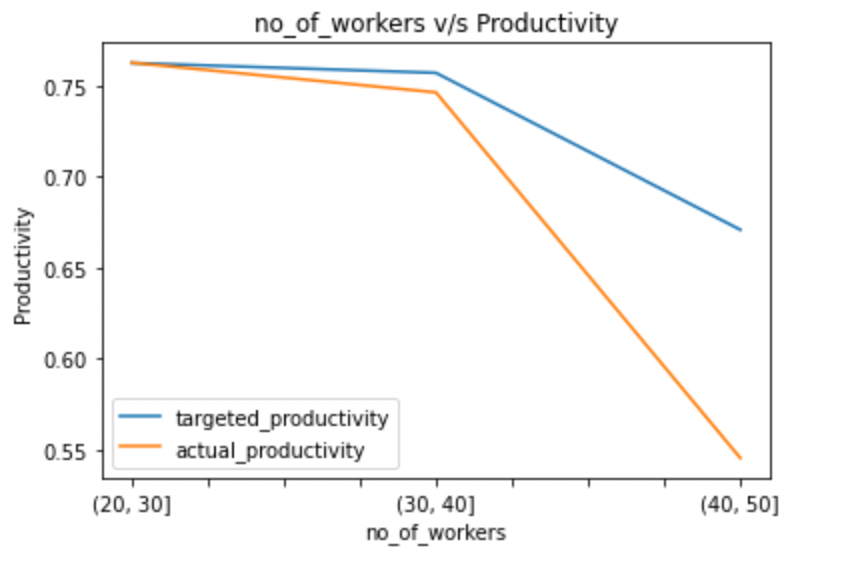 no_of_workers v/s Productivity
Productivity
0.75
0.70
0.65
0.60
0.55
targeted_productivity
actual_productivity
(20, 30] (30, 40] (40, 50]
no_of_workers